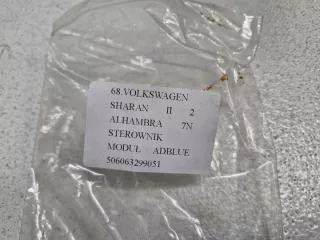 68.VOLKSWAGEN
SHARAN II 2
ALHAMBRA 7N
STEROWNIK
MODUŁ ADBLUE
506063299051